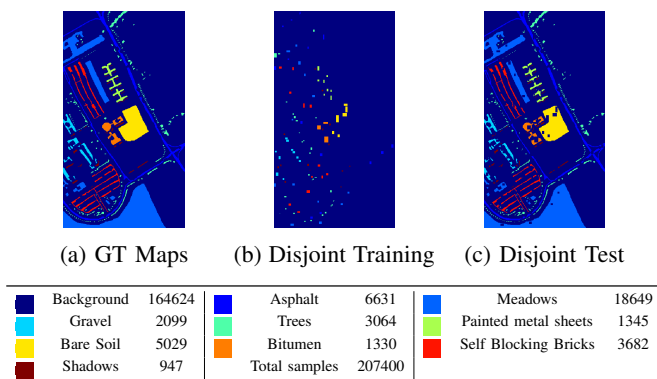 (a) GT Maps (b) Disjoint Training (c) Disjoint Test
Background 164624 Asphalt 6631 Meadows 18649
Gravel 2099 Trees 3064 Painted metal sheets 1345
Bare Soil 5029 Bitumen 1330 Self Blocking Bricks 3682
Shadows 947 Total samples 207400